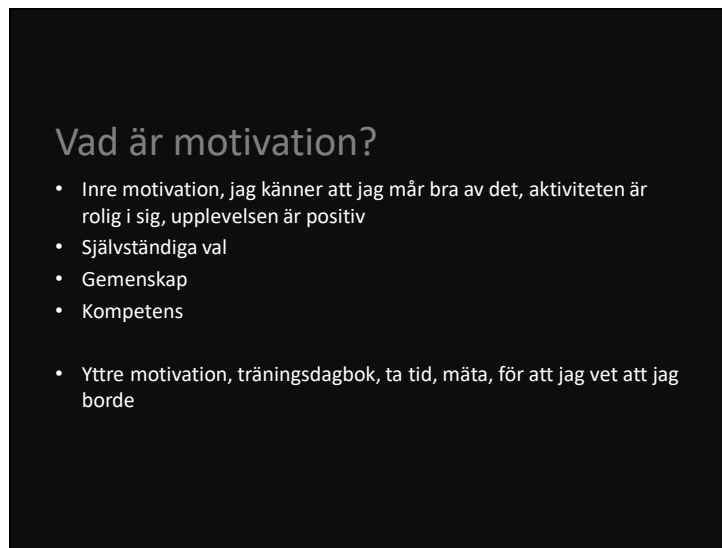 Vad är motivation?
• Inre motivation, jag känner att jag mår bra av det, aktiviteten är
rolig i sig, upplevelsen är positiv
• Självständiga val
• Gemenskap
• Kompetens
• Yttre motivation, träningsdagbok, ta tid, mäta, för att jag vet att jag
borde